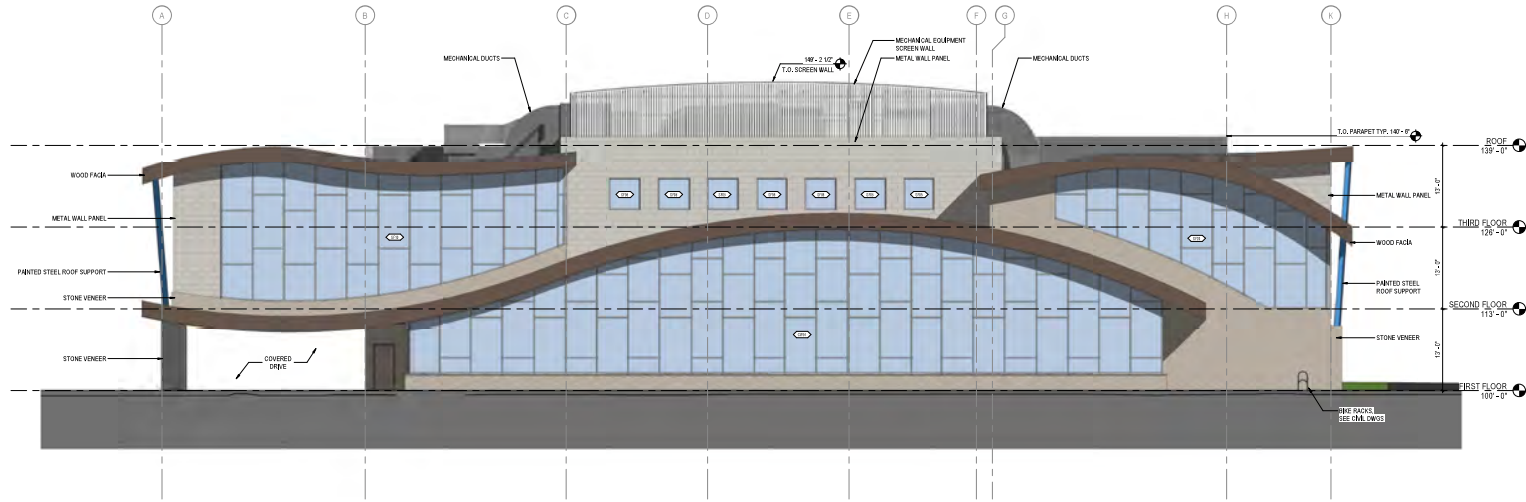 A
B
C
D
E
F
G
H
K
MECHANICAL EQUIPMENT
SCREEN WALL
MECHANICAL DUCTS
149' - 2 1/2"
T.O. SCREEN WALL
METAL WALL PANEL
MECHANICAL DUCTS
T.O. PARAPET TYP. 140'- 6"
ROOF
139' - 0"
WOOD FACIA
13' - 0"
METAL WALL PANEL
METAL WALL PANEL
THIRD FLOOR
126' - 0"
WOOD FACIA
PAINTED STEEL ROOF SUPPORT
13' - 0"
PAINTED STEEL
ROOF SUPPORT
STONE VENEER
SECOND FLOOR
113' - 0"
STONE VENEER
STONE VENEER
COVERED
DRIVE
13' - 0"
FIRST FLOOR
100' - 0"
BIKE RACKS,
SEE CIVIL DWGS